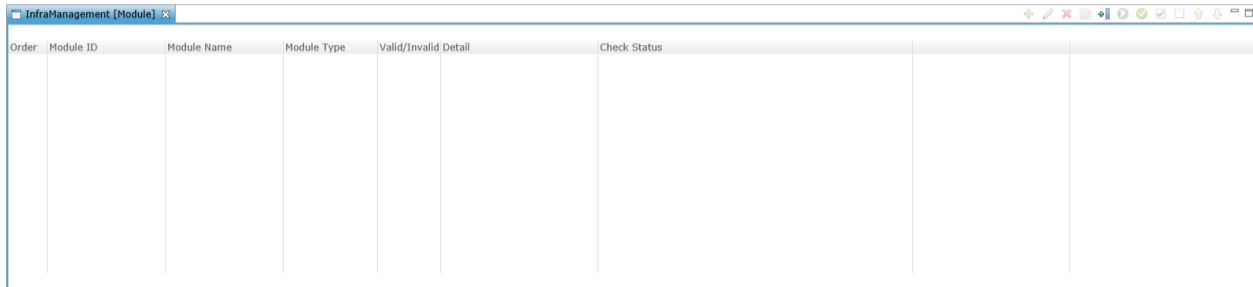 InfraManagement [Module]
Order Module ID Module Name Module Type Valid/Invalid Detail Check Status